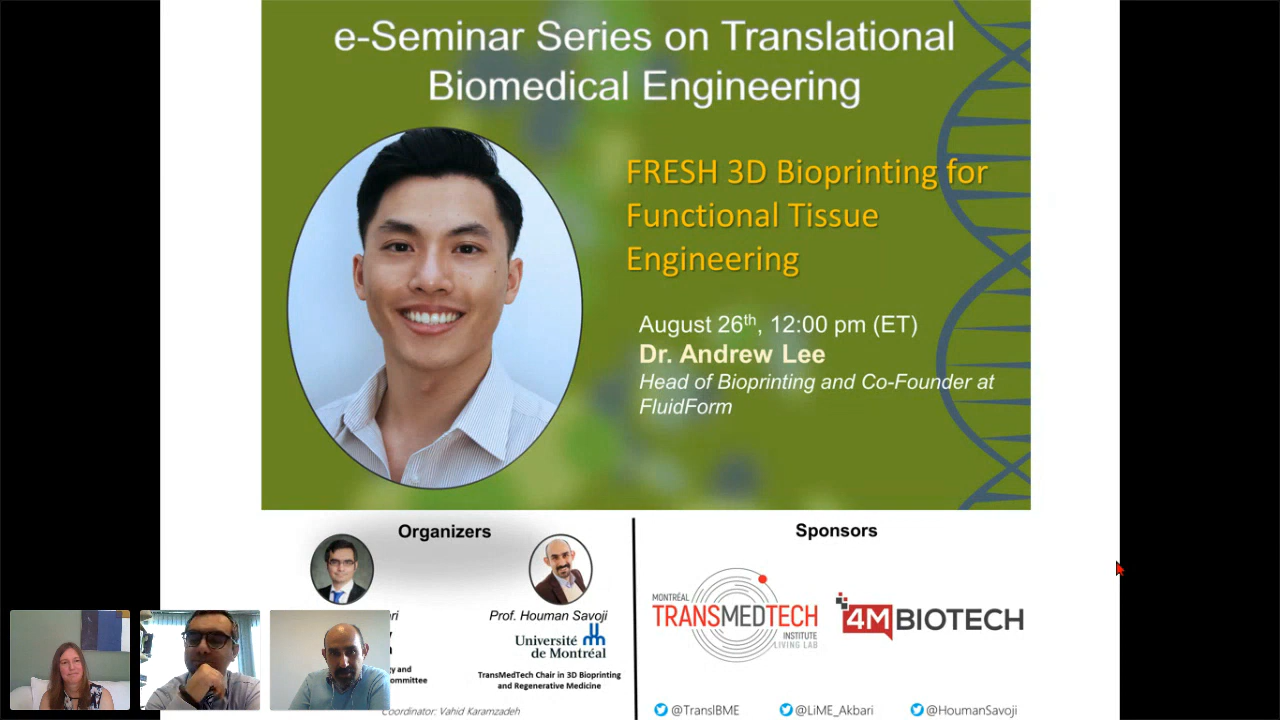 e-Seminar Series on Translational
Biomedical Engineering
FRESH 3D Bioprinting for
Functional Tissue
Engineering
August 26th, 12:00 pm (ET)
Dr. Andrew Lee
Head of Bioprinting and Co-Founder at
FluidForm
Organizers
Prof. Houman Savoji
Université
de Montréal
TransMedTech Chair in 3D Bioprinting
and Regenerative Medicine
Coordinator: Vahid Karamzadeh
Sponsors
MONTRÉAL
TRANSMEDTECH
INSTITUTE
LIVING LAB
4MBIOTECH
@TranslBME
@LiME_Akbari
@HoumanSavoji